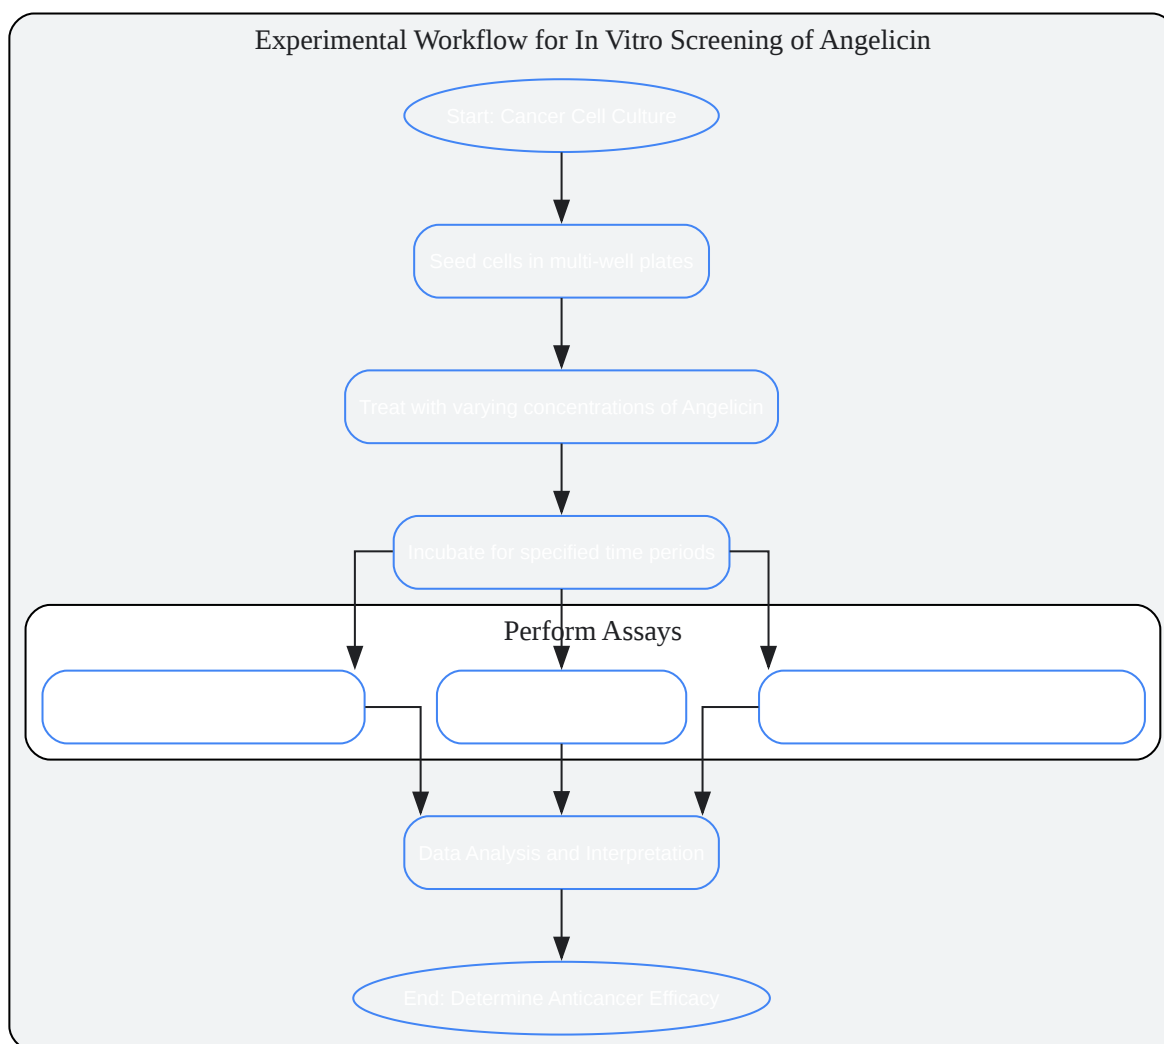 Experimental Workflow for In Vitro Screening of Angelicin
Start: Cancer Cell Culture
Seed cells in multi-well plates
Treat with varying concentrations of Angelicin
Incubate for specified time periods
Perform Assays
Data Analysis and Interpretation
End: Determine Anticancer Efficacy